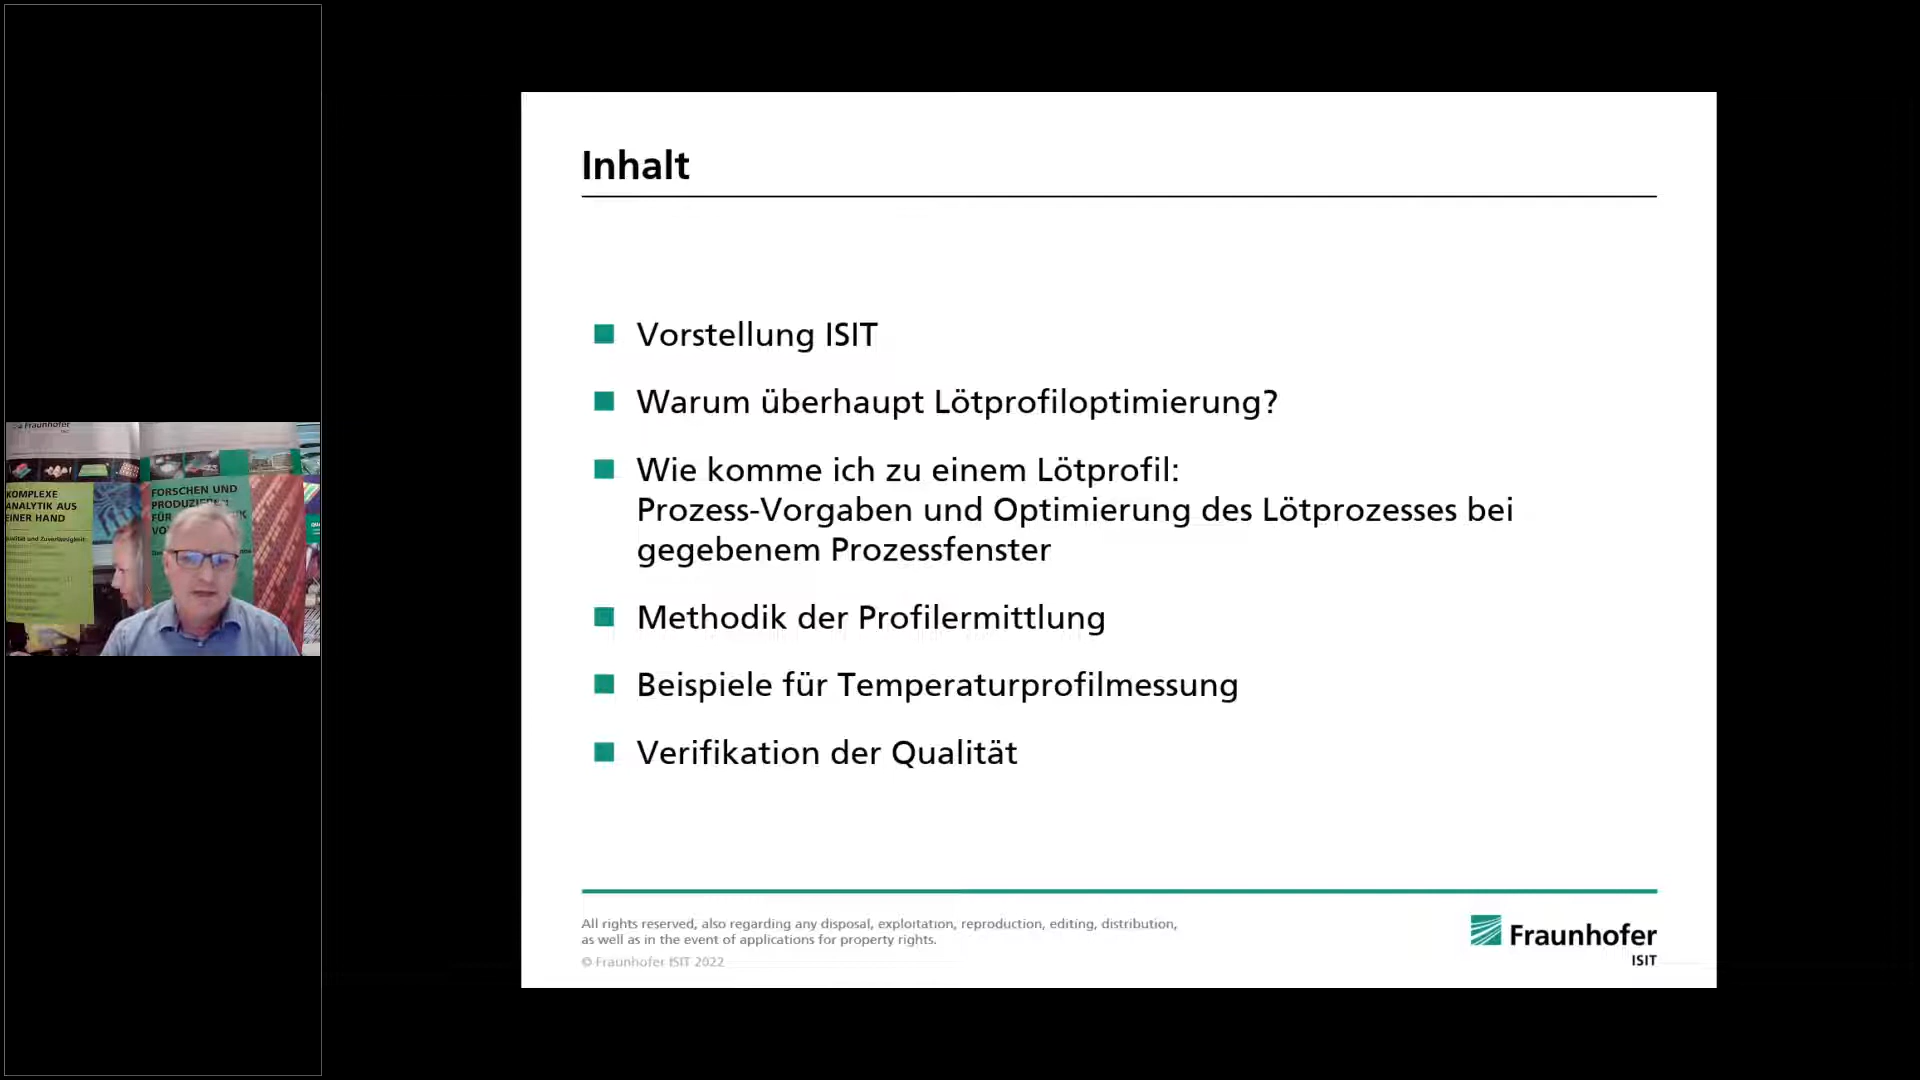 Fraunhofer
KOMPLEXE
ANALYTIK AUS
EINER HAND
FORSCHEN UND
PRODUZIEREN
FÜR
Inhalt
Vorstellung ISIT
Warum überhaupt Lötprofiloptimierung?
Wie komme ich zu einem Lötprofil:
Prozess-Vorgaben und Optimierung des Lötprozesses bei
gegebenem Prozessfenster
Methodik der Profilermittlung
Beispiele für Temperaturprofilmessung
Verifikation der Qualität
All rights reserved, also regarding any disposal, exploitation, reproduction, editing, distribution,
as well as in the event of applications for property rights.
© Fraunhofer ISIT 2022
Fraunhofer
ISIT